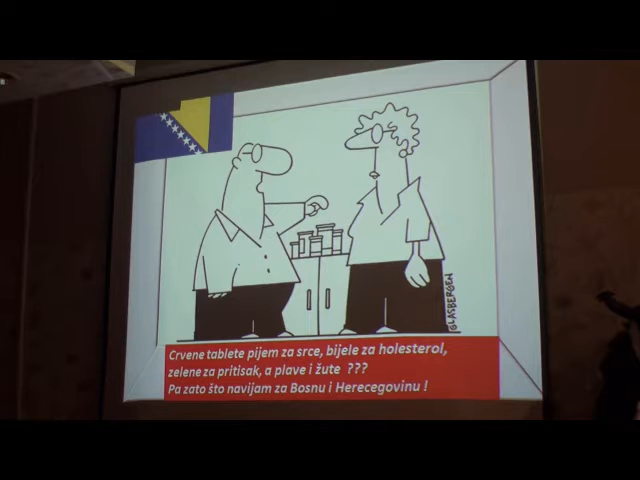 GLASBERGEN
Crvene tablete pijem za srce, bijele za holesterol,
zelene za pritisak, a plave i žute ???
Pa zato što navijam za Bosnu i Herecegovinu !